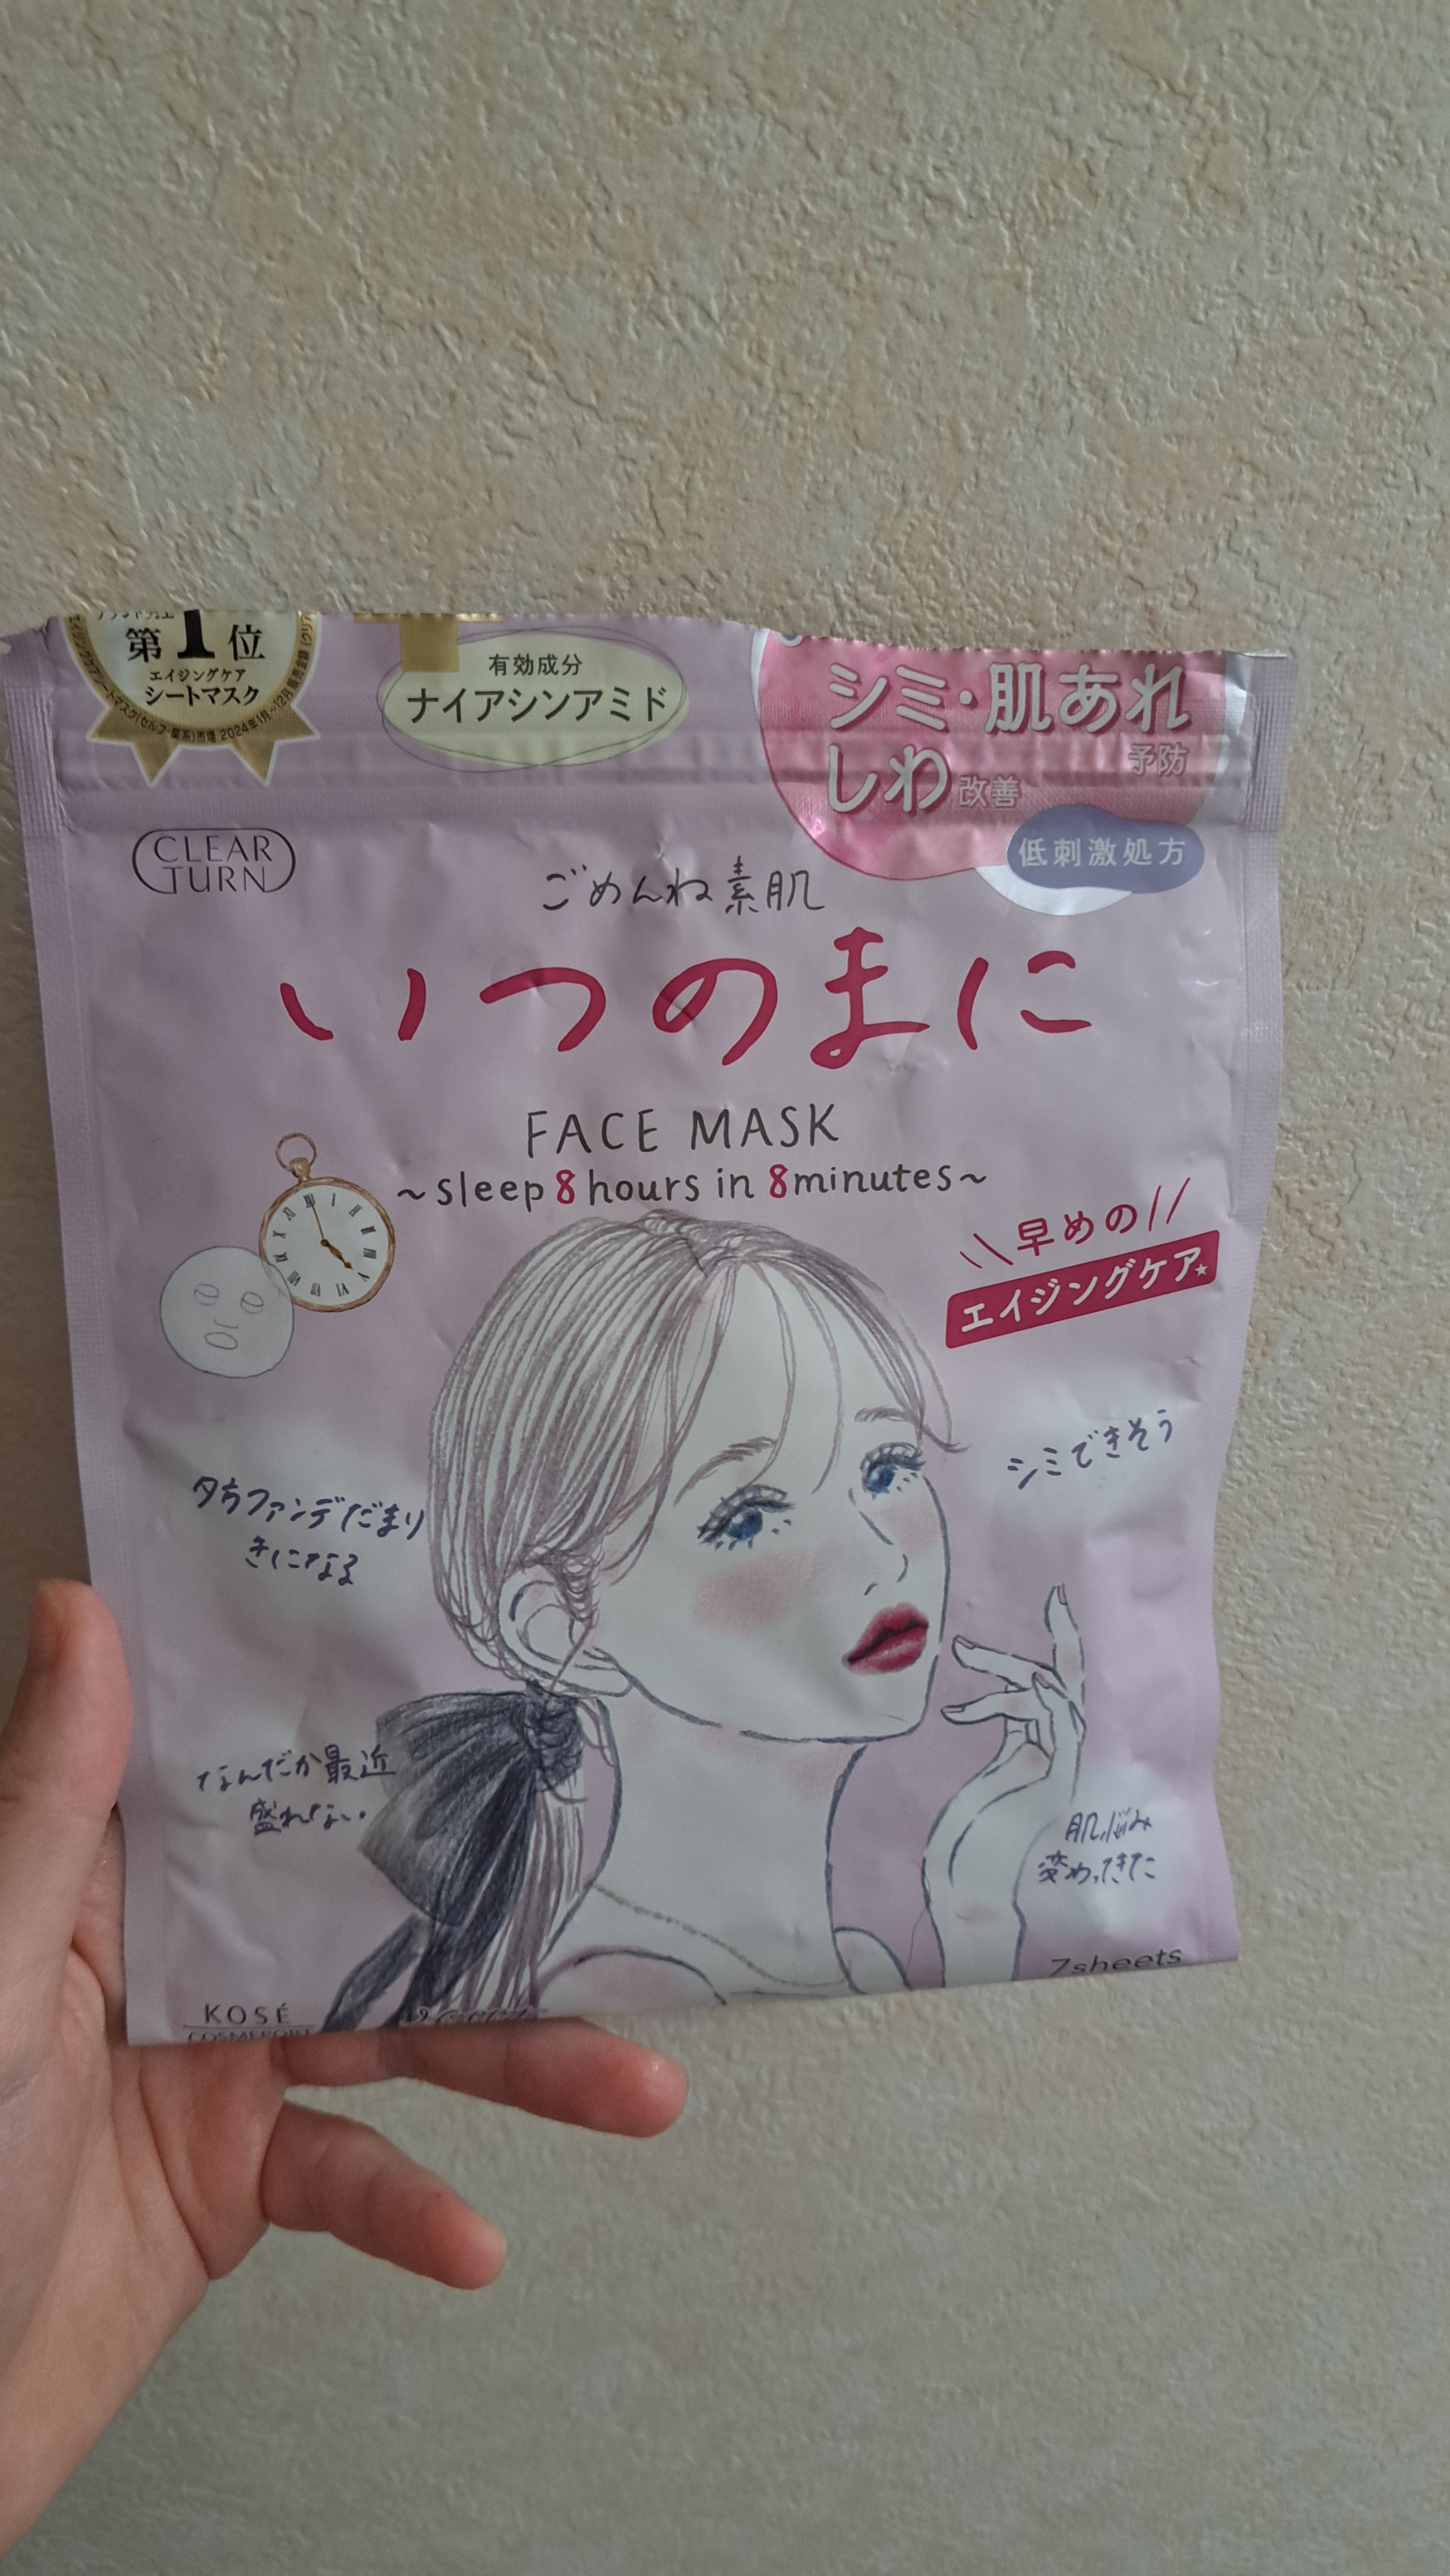 第1位
エイジングケア
シートマスク
有効成分
ナイアシンアミド
シミ・肌あれ
予防
しわ改善
低刺激処方
CLEAR
TURN
ごめんね素肌
いつのまに
FACE MASK
~sleep 8 hours in 8minutes~
早めの
エイジングケア★
シミできそう
夕方ファンデだまり
きになる
なんだか最近
盛れない
肌悩み
変わってきた
7sheets
KOSÉ
COSMEPORT